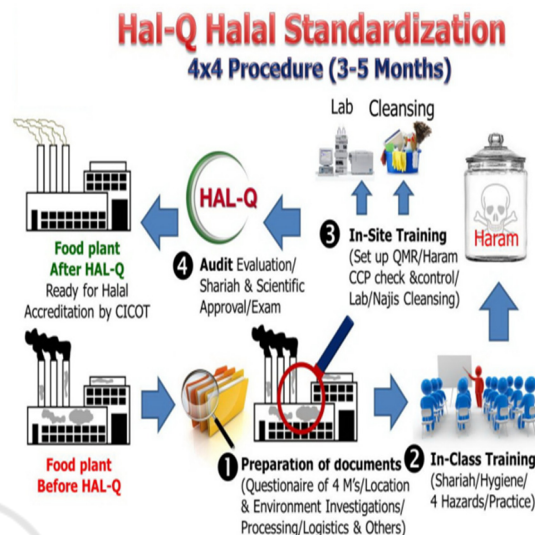 Hal-Q Halal Standardization
4x4 Procedure (3-5 Months)
Lab
Cleansing
Haram
HAL-Q
3 In-Site Training
(Set up QMR/Haram
CCP check &control/
Lab/Najis Cleansing)
4 Audit Evaluation/
Shariah & Scientific
Approval/Exam
Food plant
After HAL-Q
Ready for Halal
Accreditation by CICOT
Food plant
Before HAL-Q
1 Preparation of documents
(Questionaire of 4 M's/Location
& Environment Investigations/
Processing/Logistics & Others)
2 In-Class Training
(Shariah/Hygiene/
4 Hazards/Practice)